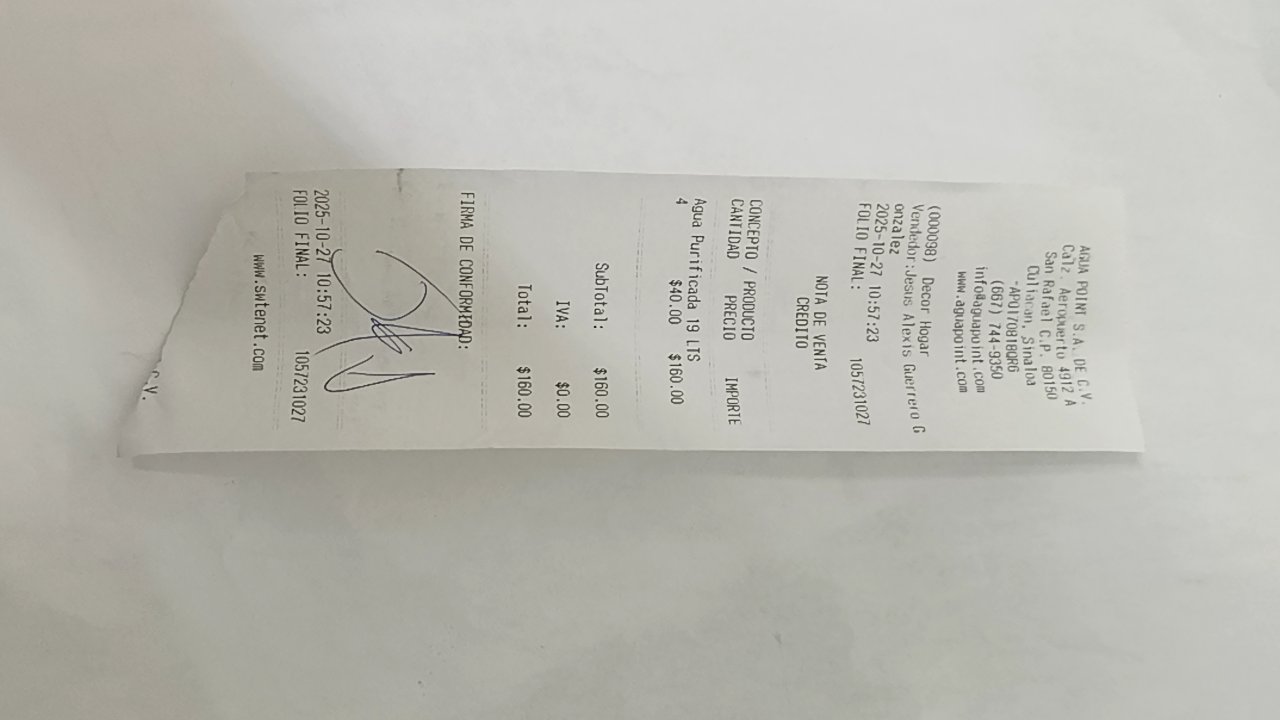 AGUA POINT S.A. DE C.V.
Calz. Aeropuerto 4912 A
San Rafael C.P. 80150
Culiacan, Sinaloa
-APO170818QR6
(667) 744-9350
info@aguapoint.com
www.aguapoint.com
(000098) Decor Hogar
Vendedor:Jesus Alexis Guerrero G
onzalez
2025-10-27 10:57:23
FOLIO FINAL: 1057231027
NOTA DE VENTA
CREDITO
CONCEPTO / PRODUCTO
CANTIDAD PRECIO IMPORTE
Agua Purificada 19 LTS
4 $40.00 $160.00
SubTotal: $160.00
IVA: $0.00
Total: $160.00
FIRMA DE CONFORMIDAD:
2025-10-27 10:57:23
FOLIO FINAL: 1057231027
www.swtenet.com
C.V.